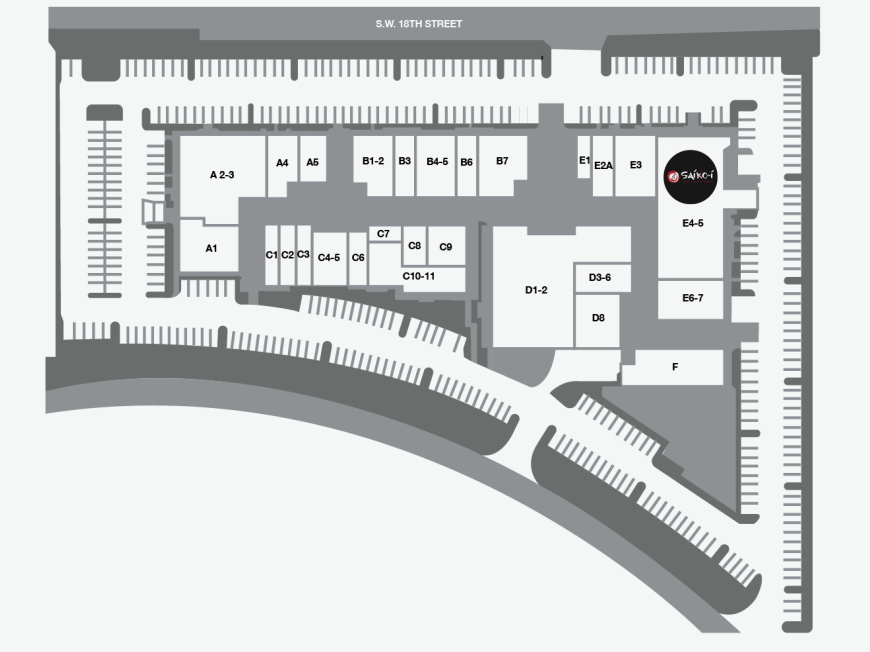 S.W. 18TH STREET
A 2-3
A4
A5
B1-2
B3
B4-5
B6
B7
E1
E2A
E3
SAIKO-I
E4-5
A1
C1
C2
C3
C4-5
C6
C7
C8
C9
C10-11
D1-2
D3-6
D8
E6-7
F